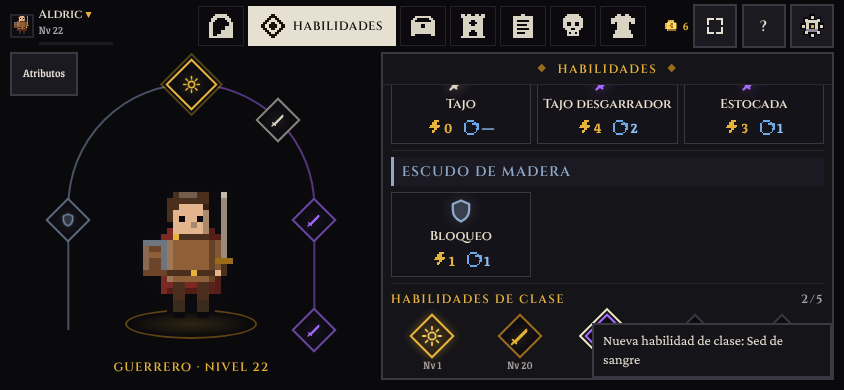 ALDRIC ▼
Nv 22
HABILIDADES
6
?
Atributos
HABILIDADES
TAJO
TAJO DESGARRADOR
ESTOCADA
0 —
4 2
3 1
ESCUDO DE MADERA
BLOQUEO
1 1
HABILIDADES DE CLASE 2/5
Nv 1
Nv 20
Nueva habilidad de clase: Sed de
sangre
GUERRERO · NIVEL 22